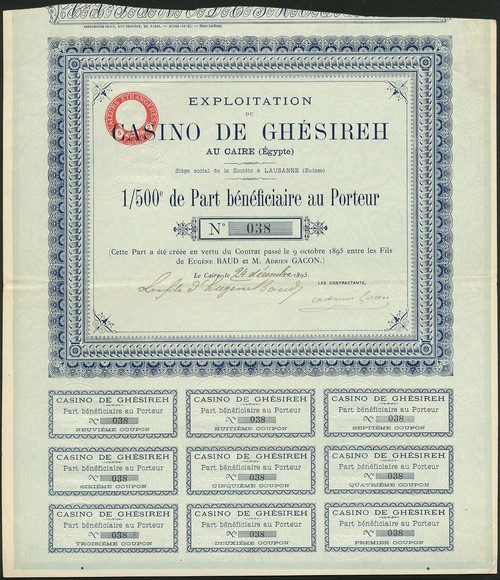 EXPLOITATION
DU
CASINO DE GHÉSIREH
AU CAIRE (Égypte)
Siège social de la Société à LAUSANNE (Suisse)
1/500e de Part bénéficiaire au Porteur
No 038
(Cette Part a été créée en vertu du Contrat passé le 9 octobre 1895 entre les Fils
de EUGÈNE BAUD et M. ADRIEN GACON.)
Le Caire, le 24 décembre 1895.
LES CONTRACTANTS,
Les fils d'Eugène Baud
CASINO DE GHÉSIREH CASINO DE GHÉSIREH CASINO DE GHÉSIREH
Part bénéficiaire au Porteur Part bénéficiaire au Porteur Part bénéficiaire au Porteur
No 038 No 038 No 038
NEUVIÈME COUPON HUITIÈME COUPON SEPTIÈME COUPON
CASINO DE GHÉSIREH CASINO DE GHÉSIREH CASINO DE GHÉSIREH
Part bénéficiaire au Porteur Part bénéficiaire au Porteur Part bénéficiaire au Porteur
No 038 No 038 No 038
SIXIÈME COUPON CINQUIÈME COUPON QUATRIÈME COUPON
CASINO DE GHÉSIREH CASINO DE GHÉSIREH CASINO DE GHÉSIREH
Part bénéficiaire au Porteur Part bénéficiaire au Porteur Part bénéficiaire au Porteur
No 038 No 038 No 038
TROISIÈME COUPON DEUXIÈME COUPON PREMIER COUPON